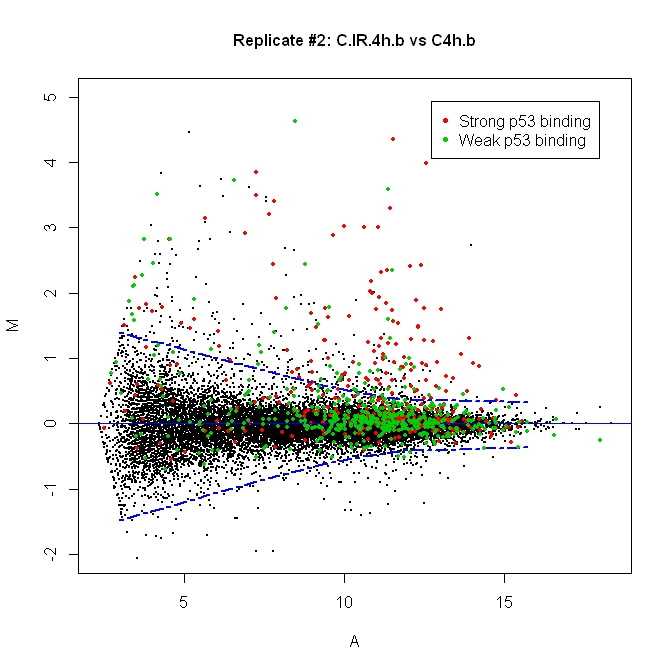 Replicate #2: C.IR.4h.b vs C4h.b
Strong p53 binding
Weak p53 binding
5
4
3
2
1
0
-1
-2
M
5 10 15
A